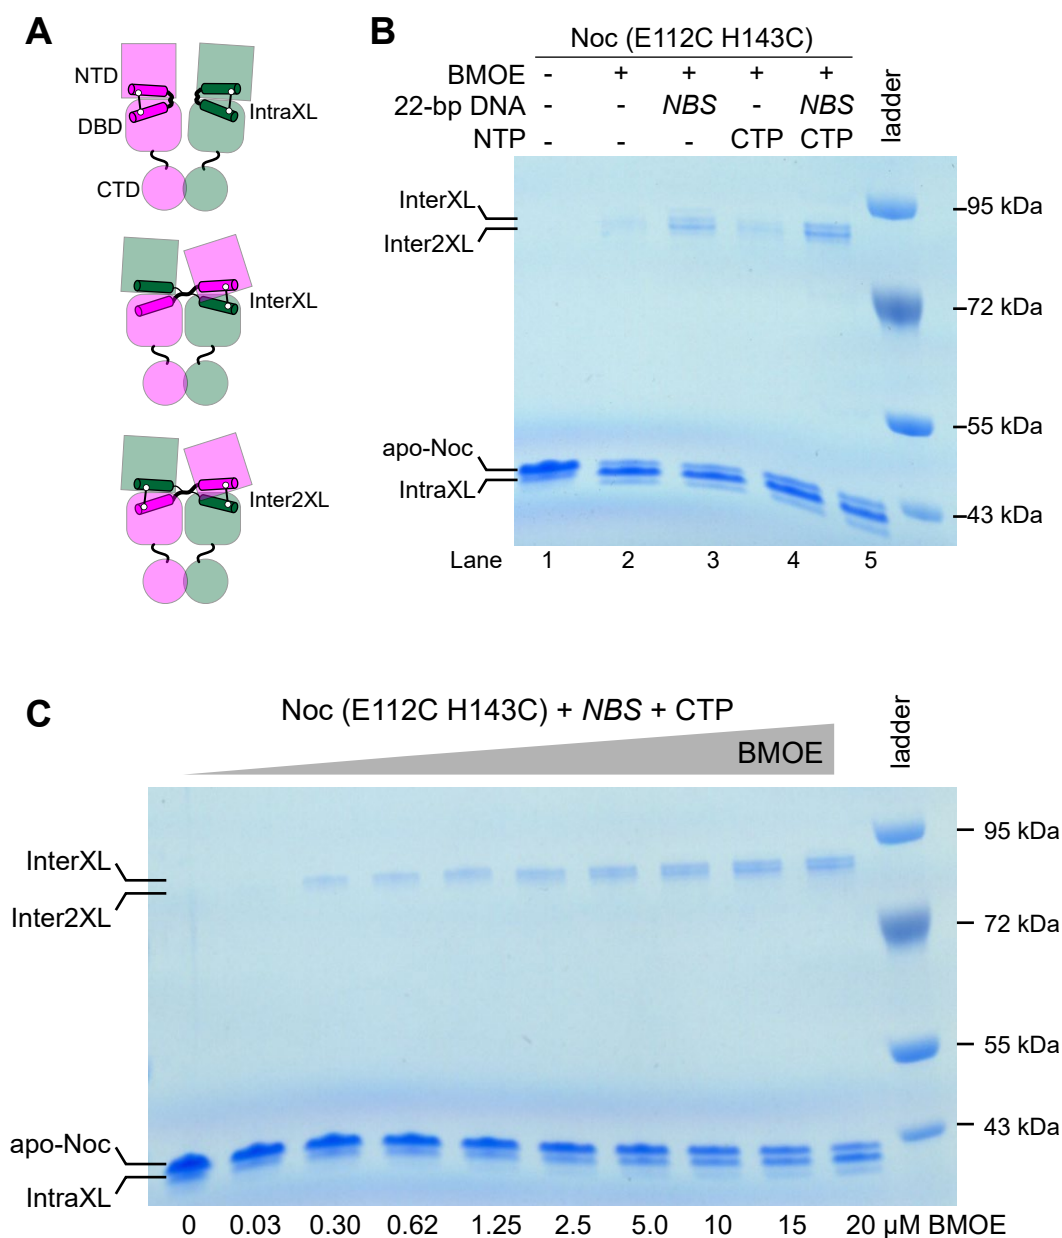 A
NTD
DBD
IntraXL
CTD
InterXL
Inter2XL
B
Noc (E112C H143C)
BMOE - + + + +
22-bp DNA - - NBS - NBS
NTP - - - CTP CTP
ladder
InterXL
Inter2XL
apo-Noc
IntraXL
95 kDa
72 kDa
55 kDa
43 kDa
Lane 1 2 3 4 5
C
Noc (E112C H143C) + NBS + CTP
BMOE
ladder
InterXL
Inter2XL
apo-Noc
IntraXL
95 kDa
72 kDa
55 kDa
43 kDa
0 0.03 0.30 0.62 1.25 2.5 5.0 10 15 20 µM BMOE